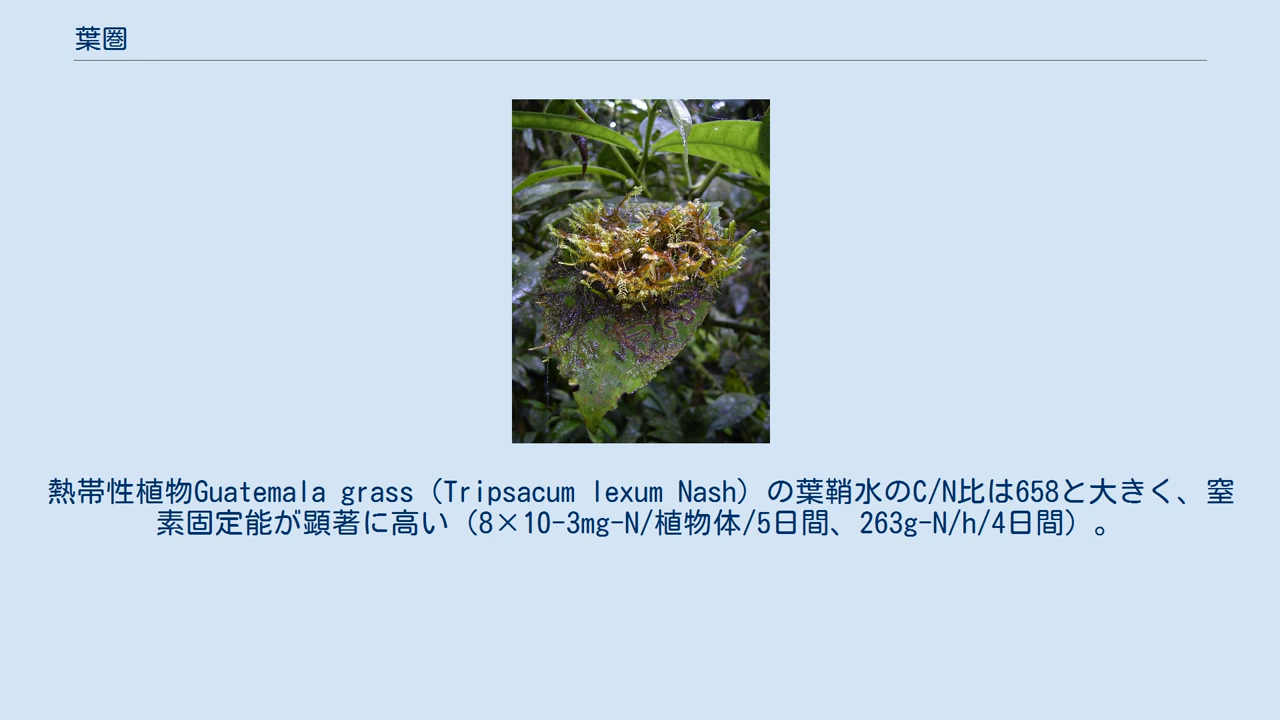 葉圏
熱帯性植物Guatemala grass（Tripsacum lexum Nash）の葉鞘水のC/N比は658と大きく、窒
素固定能が顕著に高い（8×10-3mg-N/植物体/5日間、263g-N/h/4日間）。